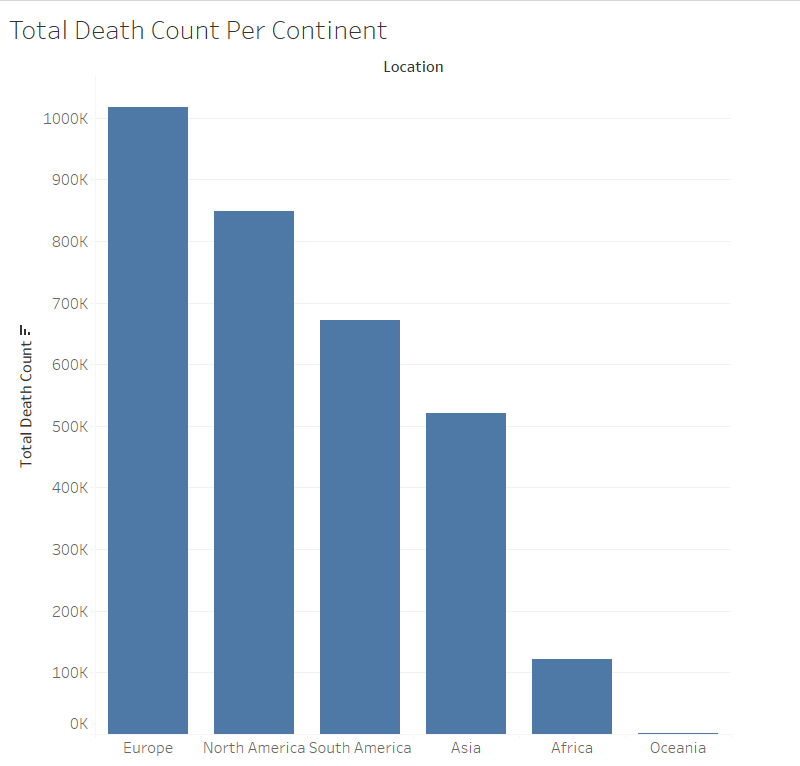 Total Death Count Per Continent
Location
Total Death Count
1000K
900K
800K
700K
600K
500K
400K
300K
200K
100K
0K
Europe North America South America Asia Africa Oceania